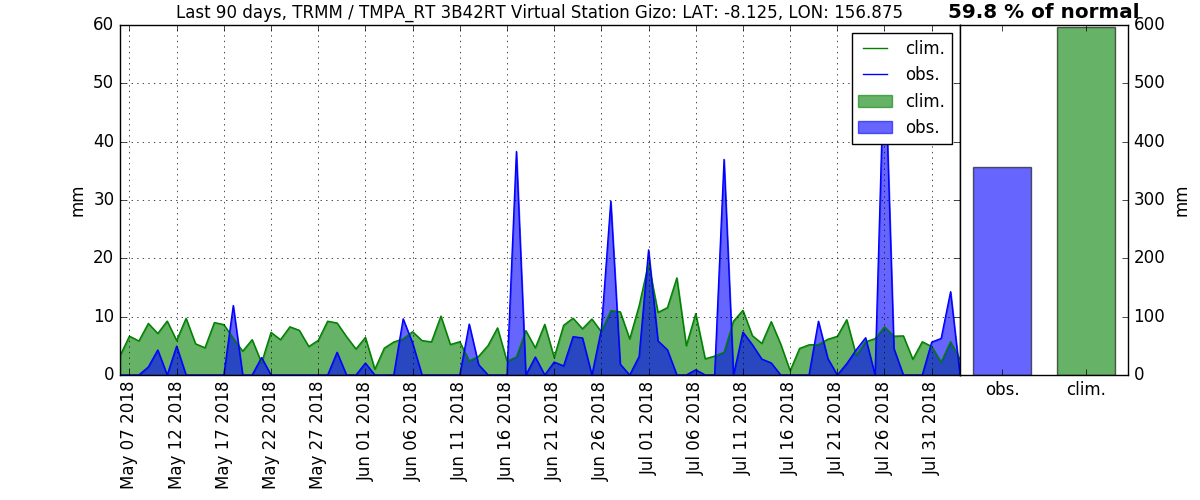 Last 90 days, TRMM / TMPA_RT 3B42RT Virtual Station Gizo: LAT: -8.125, LON: 156.875
59.8 % of normal
60
50
40
30
20
10
0
mm
clim.
obs.
clim.
obs.
May 07 2018
May 12 2018
May 17 2018
May 22 2018
May 27 2018
Jun 01 2018
Jun 06 2018
Jun 11 2018
Jun 16 2018
Jun 21 2018
Jun 26 2018
Jul 01 2018
Jul 06 2018
Jul 11 2018
Jul 16 2018
Jul 21 2018
Jul 26 2018
Jul 31 2018
600
500
400
300
200
100
0
mm
obs.
clim.